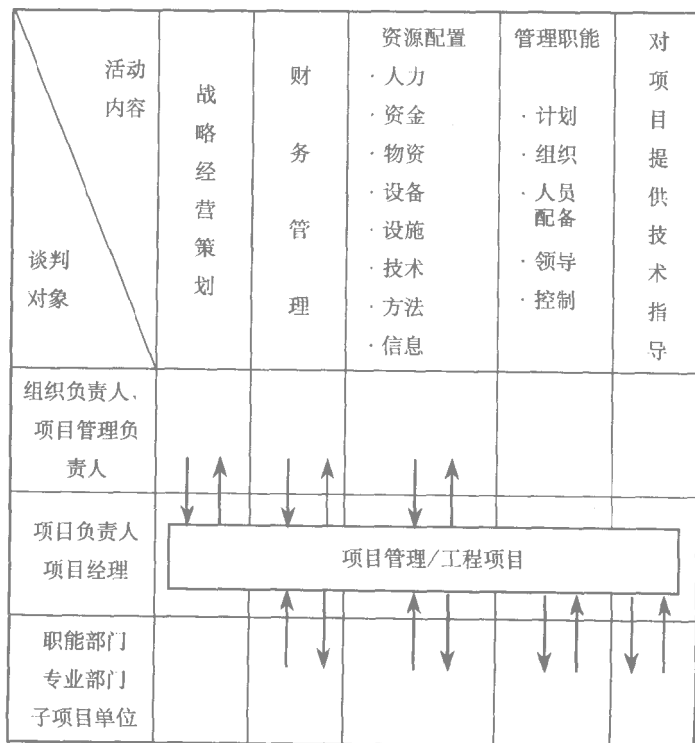 活动
内容
谈判
对象
战略经营策划
财务管理
资源配置
·人力
·资金
·物资
·设备
·设施
·技术
·方法
·信息
管理职能
·计划
·组织
·人员
配备
·领导
·控制
对项目提供技术指导
组织负责人、
项目管理负
责人
项目负责人
项目经理
项目管理/工程项目
职能部门
专业部门
子项目单位